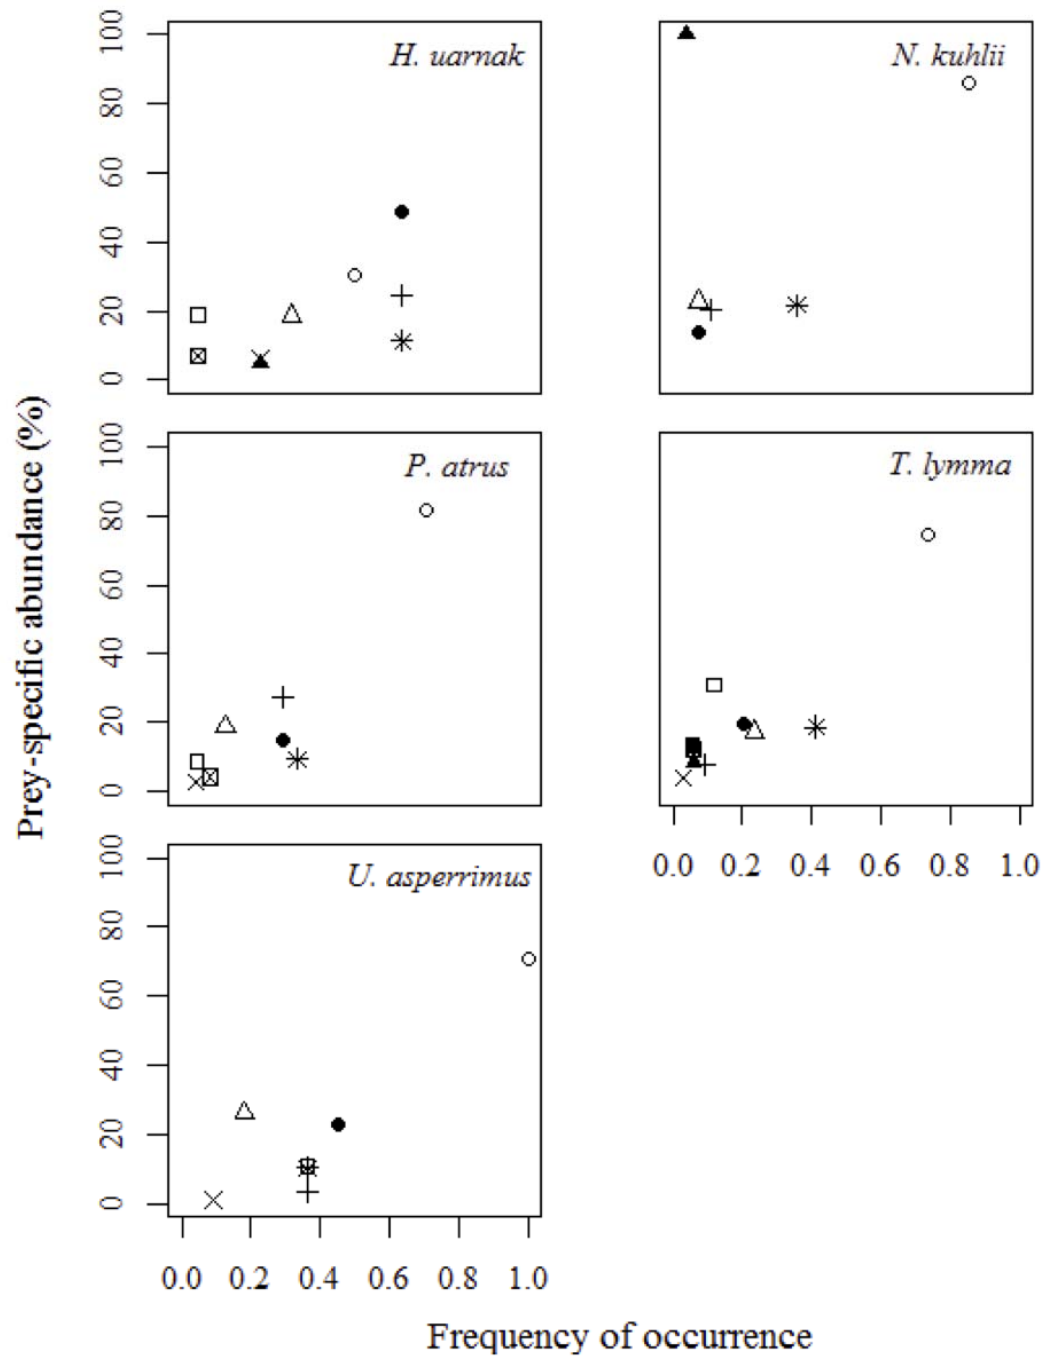 H. uarnak
N. kuhlii
0 20 40 60 80 100
P. atrus
T. lymma
0 20 40 60 80 100
0.0 0.2 0.4 0.6 0.8 1.0
U. asperrimus
0 20 40 60 80 100
0.0 0.2 0.4 0.6 0.8 1.0
Prey-specific abundance (%)
Frequency of occurrence